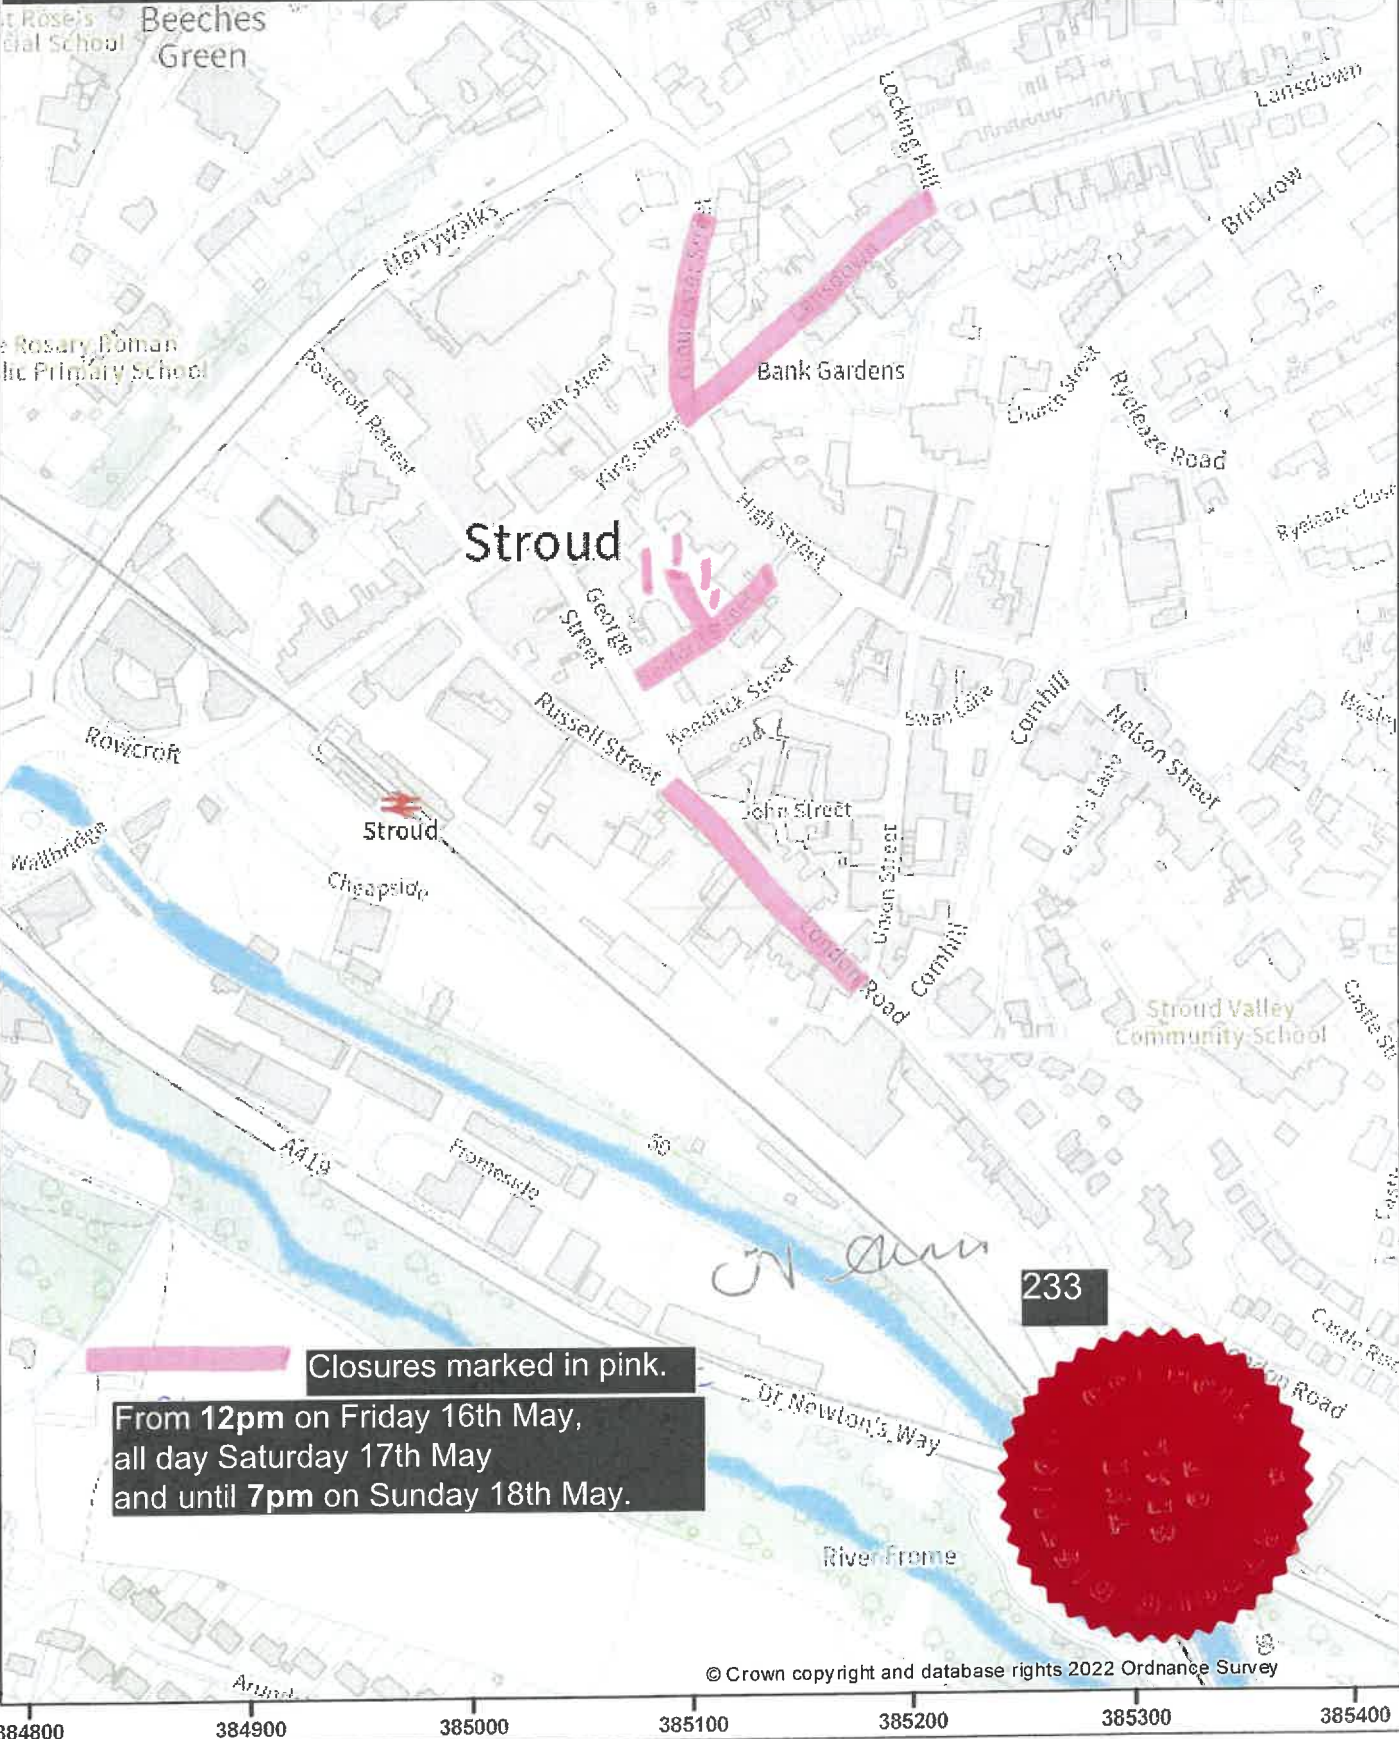 Beeches
Green
Locking Hill
Lansdown
Brickrow
Merrywalks
Gloucester Street
Lansdown
Rosary Roman
Primary School
Rowcroft Retreat
Bath Street
Bank Gardens
Church Street
Ryeleaze Road
King Street
High Street
Ryeleaze Close
Stroud
George
Street
Kendrick Street
Russell Street
Swan Lane
Cornhill
Nelson Street
Rowcroft
John Street
Stroud
Wallbridge
Cheapside
Union Street
Cornhill
London Road
Stroud Valley
Community School
A419
Fromeside
50
233
Closures marked in pink.
From 12pm on Friday 16th May,
all day Saturday 17th May
and until 7pm on Sunday 18th May.
Dr Newton's Way
River Frome
© Crown copyright and database rights 2022 Ordnance Survey
384800 384900 385000 385100 385200 385300 385400